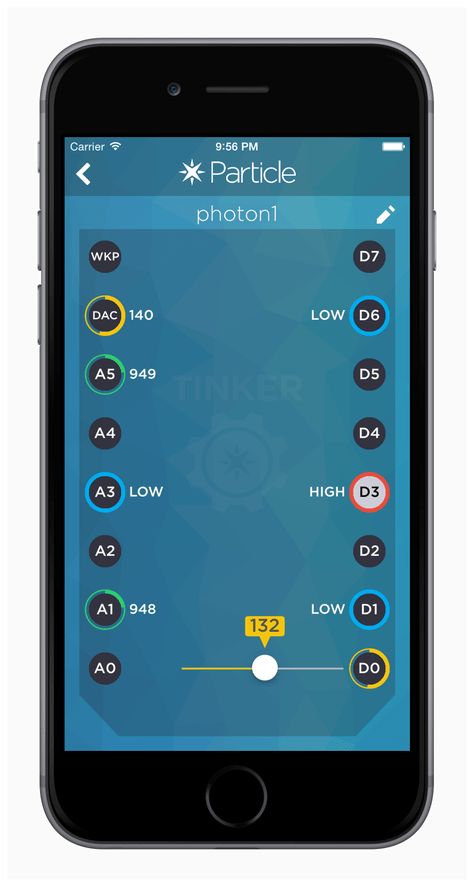 Carrier 9:56 PM
Particle
photon1
WKP D7
DAC 140 LOW D6
A5 949 D5
TINKER
A4 D4
A3 LOW HIGH D3
A2 D2
A1 948 LOW D1
132
A0 D0